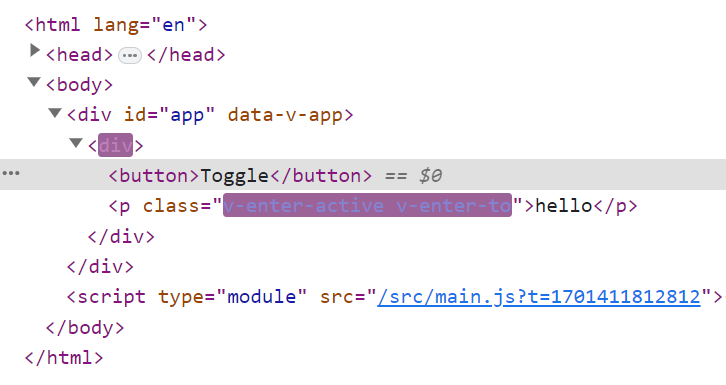 <html lang="en">
<head> ⋯ </head>
<body>
<div id="app" data-v-app>
<div>
⋯ <button>Toggle</button> == $0
<p class="v-enter-active v-enter-to">hello</p>
</div>
</div>
<script type="module" src="/src/main.js?t=1701411812812">
</body>
</html>